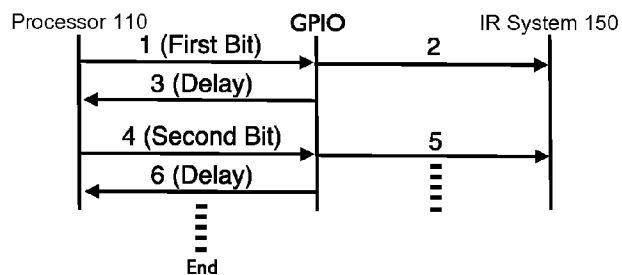 Processor 110 GPIO IR System 150
1 (First Bit) 2
3 (Delay)
4 (Second Bit) 5
6 (Delay)
End